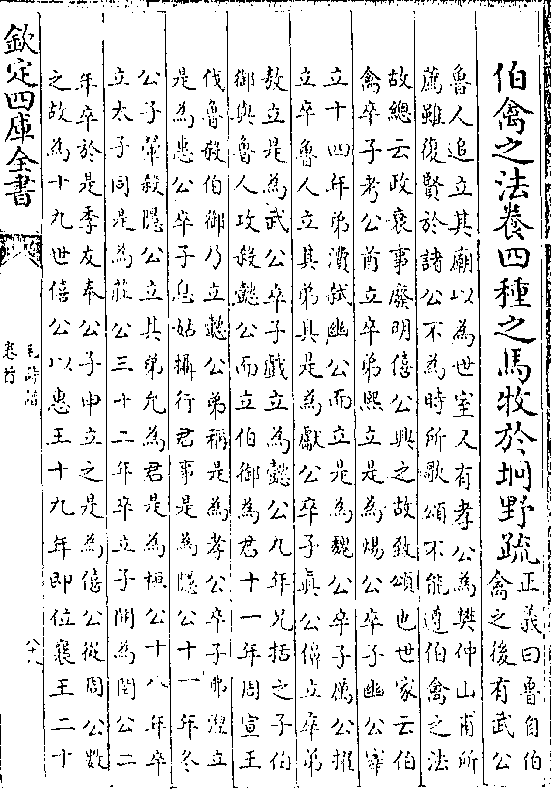 伯禽之法養四種之馬牧於坰野疏正義曰魯自伯
禽之後有武公
魯人追立其廟以為世室又有孝公為樊仲山甫所
薦雖復賢於諸公不為時所歌頌不能遵伯禽之法
故總云政衰事廢明僖公興之故致頌也世家云伯
禽卒子考公酋立卒弟熙立是為煬公卒子幽公宰
立十四年弟㵒弒幽公而立是為魏公卒子厲公擢
立卒魯人立其弟具是為獻公卒子真公濞立卒弟
敖立是為武公卒子戲立為懿公九年兄括之子伯
御與魯人攻殺懿公而立伯御為君十一年周宣王
伐魯殺伯御乃立懿公弟稱是為孝公卒子弗湟立
是為惠公卒子息姑攝行君事是為隱公十一年冬
公子翬殺隱公立其弟允為君是為桓公十八年卒
立太子同是為莊公三十二年卒立子開為閔公二
年卒於是季友奉公子申立之是為僖公從周公數
之故為十九世僖公以惠王十九年即位襄王二十
欽定四庫全書
毛詩譜
卷首
六十八